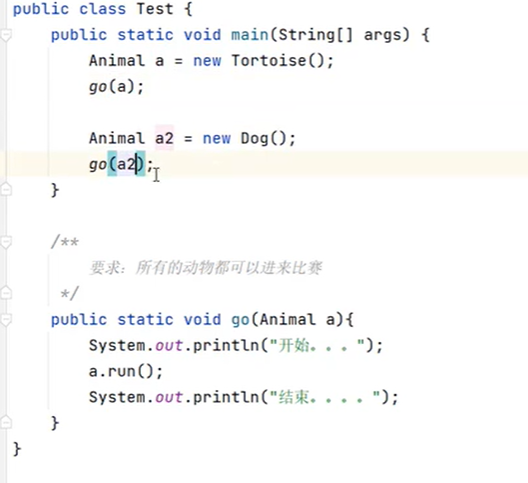 public class Test {
public static void main(String[] args) {
Animal a = new Tortoise();
go(a);
Animal a2 = new Dog();
go(a2);
}
/**
要求：所有的动物都可以进来比赛
*/
public static void go(Animal a){
System.out.println("开始。。。");
a.run();
System.out.println("结束。。。。");
}
}